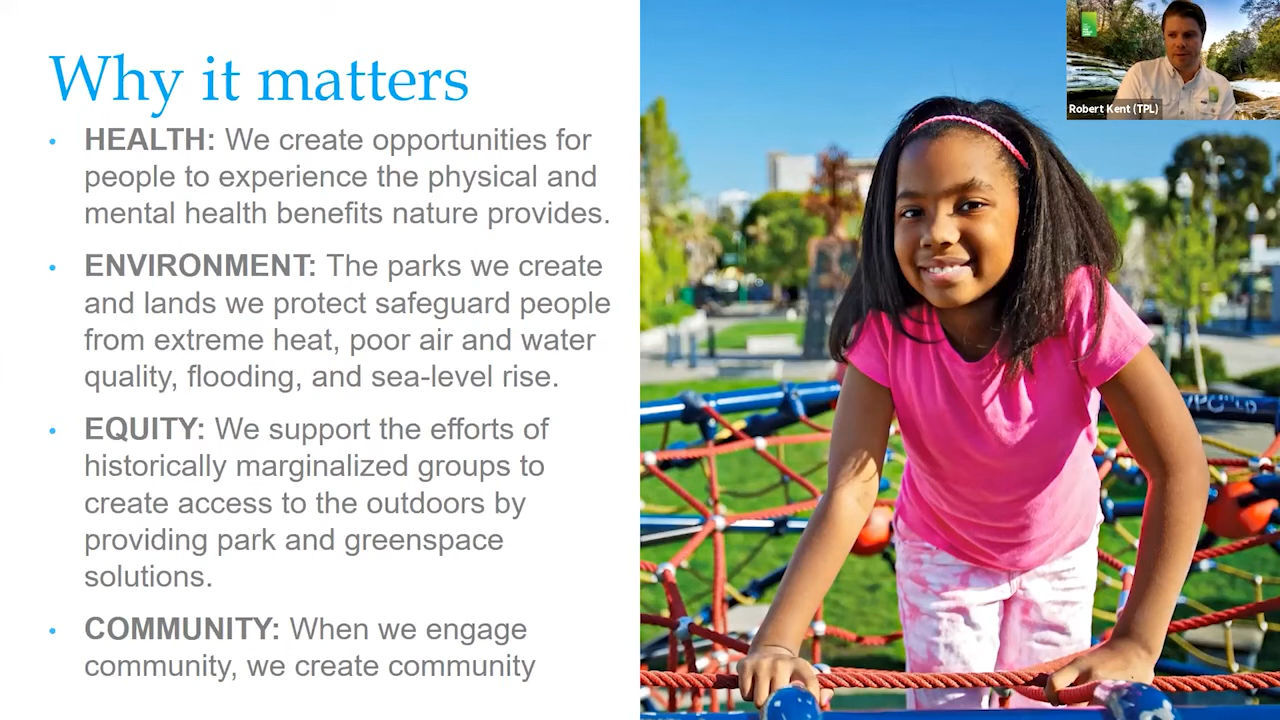 Why it matters
• HEALTH: We create opportunities for
people to experience the physical and
mental health benefits nature provides.
• ENVIRONMENT: The parks we create
and lands we protect safeguard people
from extreme heat, poor air and water
quality, flooding, and sea-level rise.
• EQUITY: We support the efforts of
historically marginalized groups to
create access to the outdoors by
providing park and greenspace
solutions.
• COMMUNITY: When we engage
community, we create community
Robert Kent (TPL)